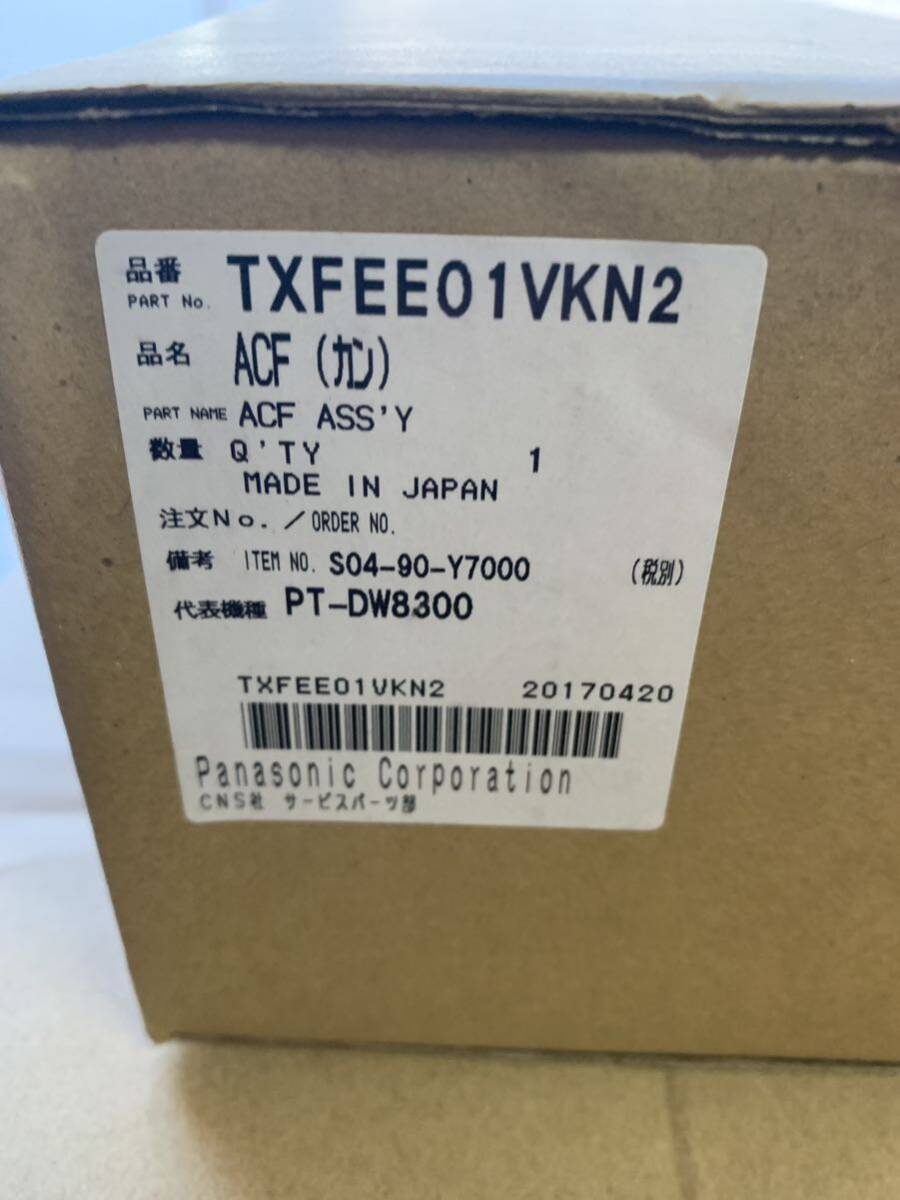 品番 TXFEE01VKN2
PART No.
品名 ACF (カン)
PART NAME ACF ASS'Y
数量 Q'TY 1
MADE IN JAPAN
注文No./ORDER NO.
備考 ITEM NO. S04-90-Y7000 (税別)
代表機種 PT-DW8300
TXFEE01VKN2 20170420
Panasonic Corporation
CNS社 サービスパーツ部